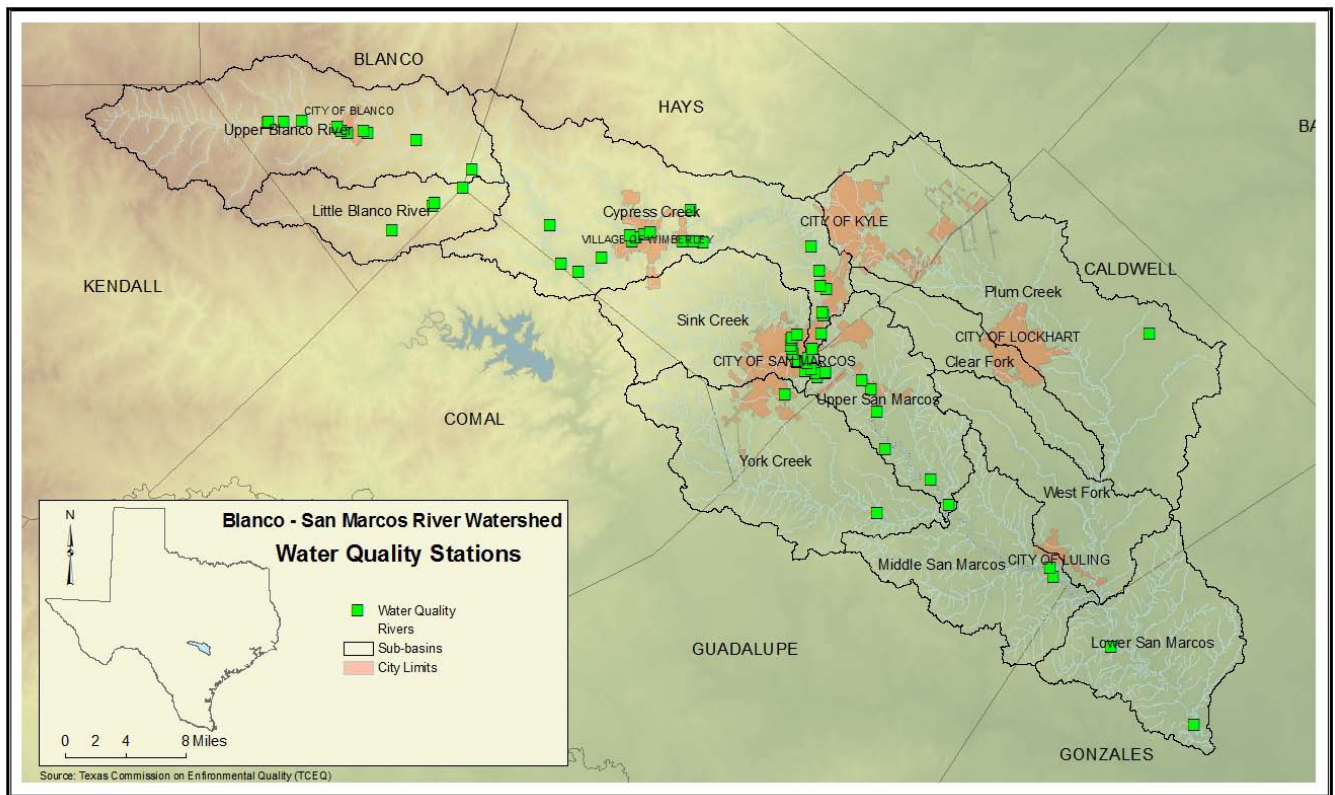 BLANCO
HAYS
BA
CITY OF BLANCO
Upper Blanco River
Little Blanco River
Cypress Creek
VILLAGE OF WIMBERLEY
CITY OF KYLE
CALDWELL
KENDALL
Plum Creek
Sink Creek
CITY OF LOCKHART
CITY OF SAN MARCOS
Clear Fork
Upper San Marcos
COMAL
York Creek
West Fork
Middle San Marcos
CITY OF LULING
GUADALUPE
Lower San Marcos
GONZALES
Blanco - San Marcos River Watershed
Water Quality Stations
N
Water Quality
Rivers
Sub-basins
City Limits
0 2 4 8 Miles
Source: Texas Commission on Enfironmental Quality (TCEQ)